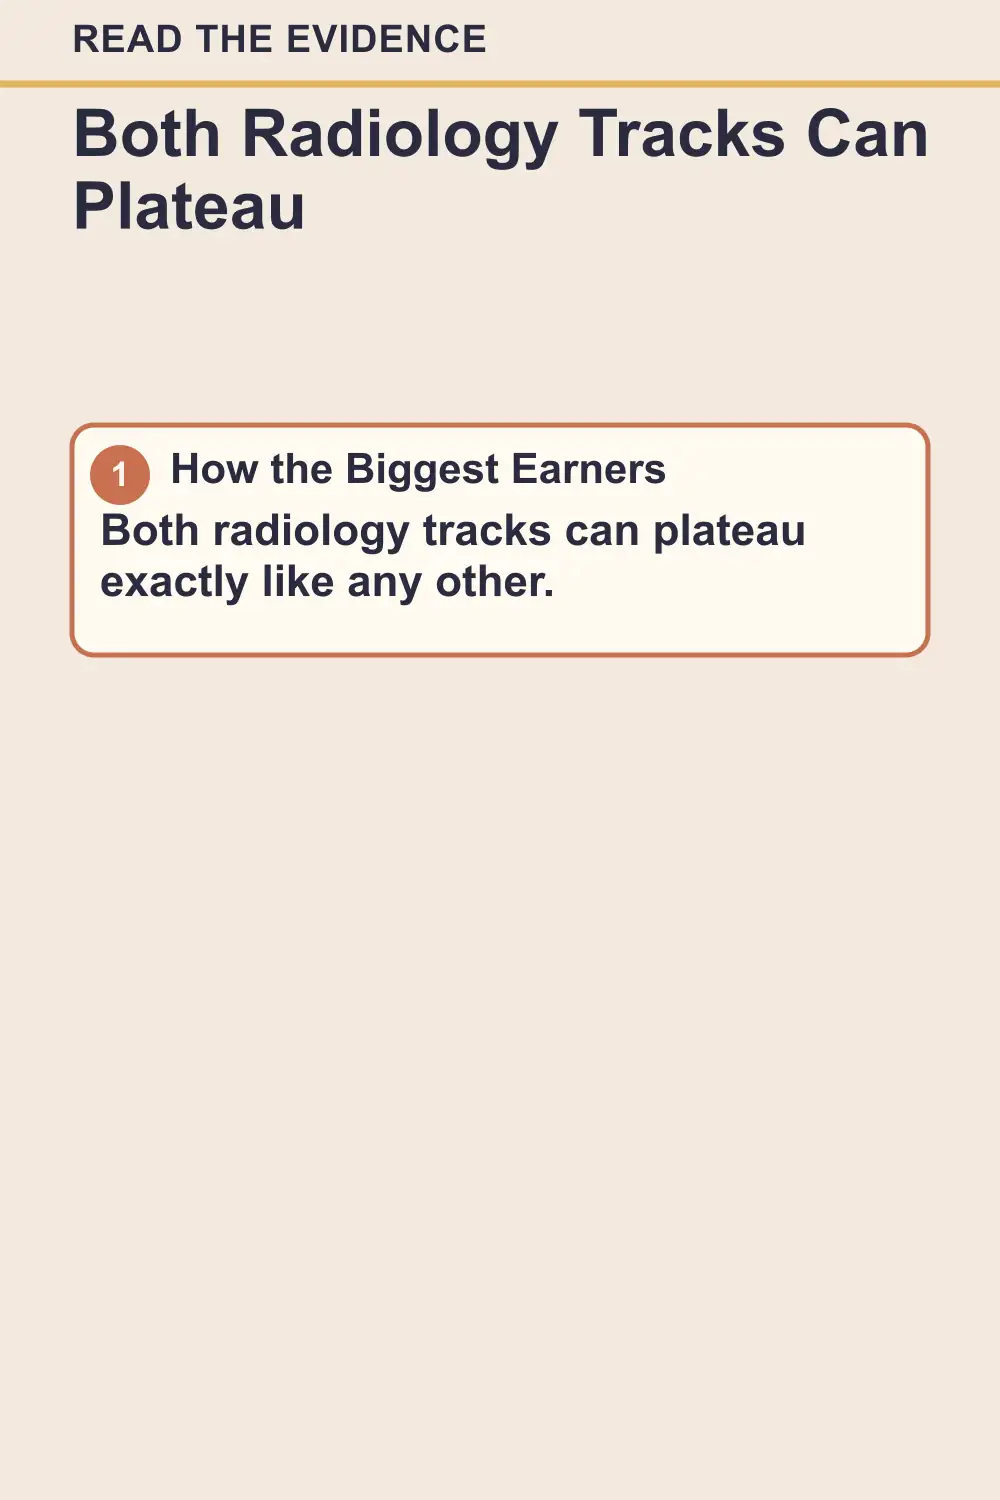 READ THE EVIDENCE
Both Radiology Tracks Can
Plateau
1 How the Biggest Earners
Both radiology tracks can plateau
exactly like any other.